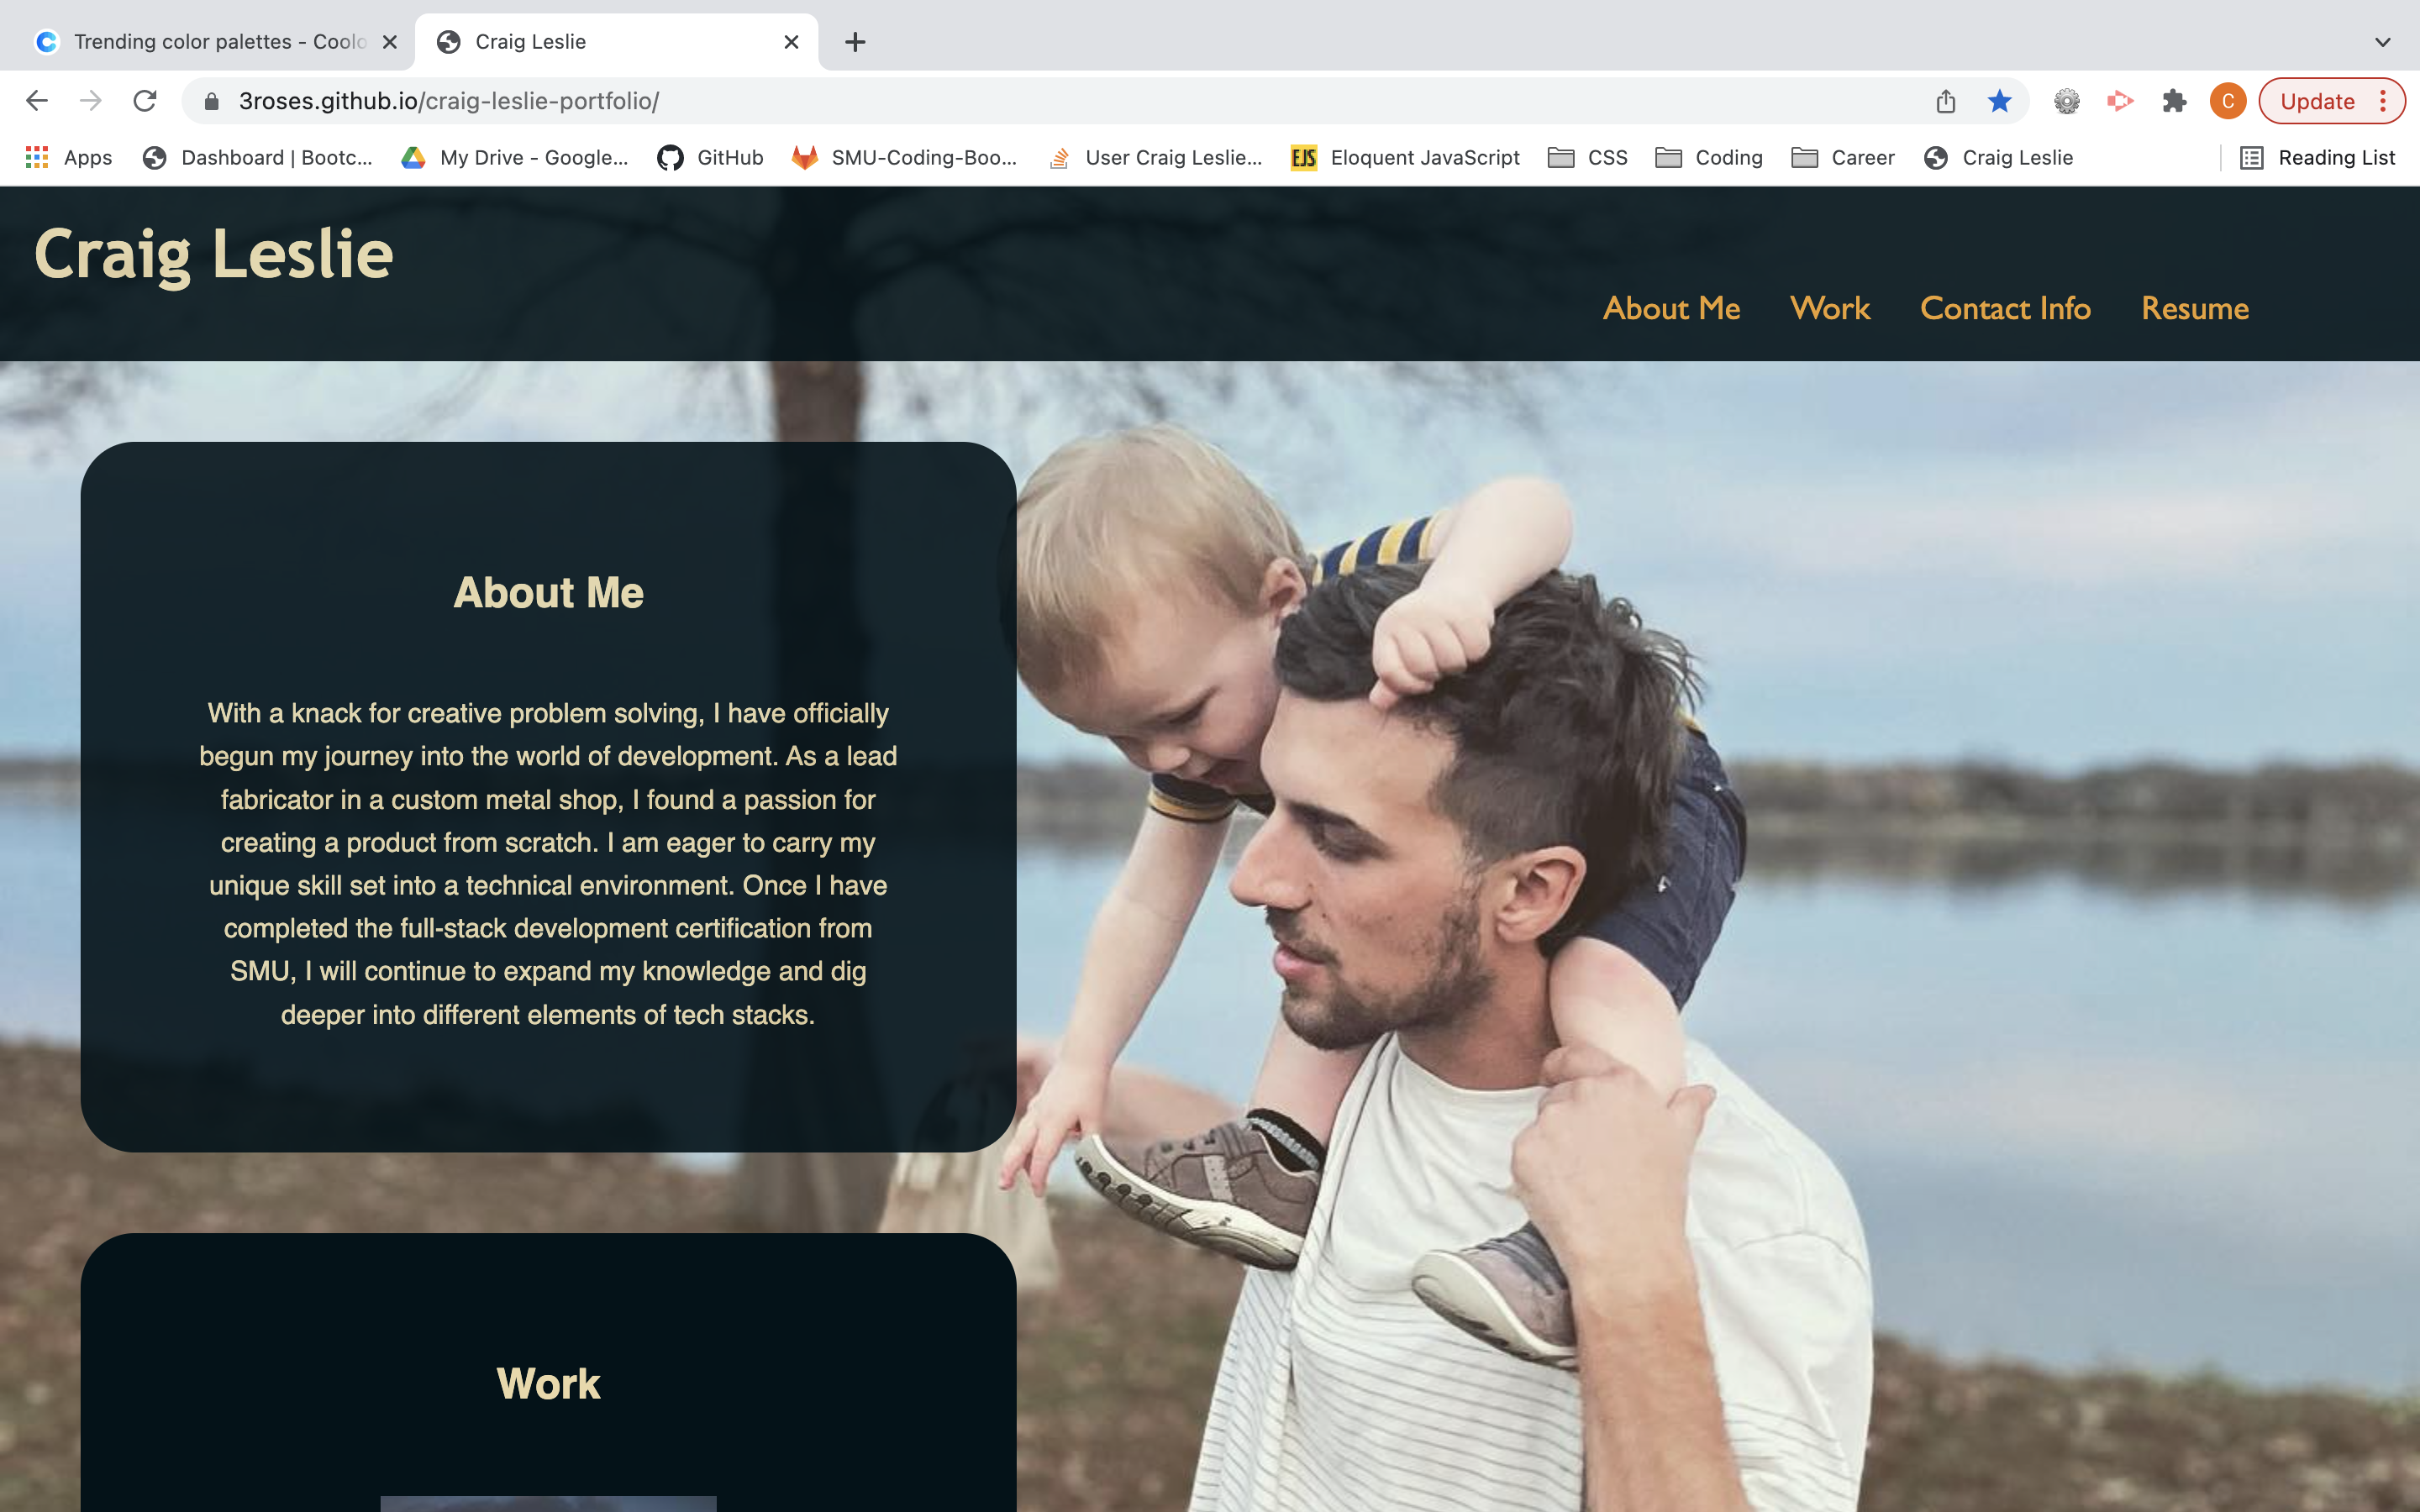 Trending color palettes - Coolo
Craig Leslie
3roses.github.io/craig-leslie-portfolio/
C
Update
Apps
Dashboard | Bootc...
My Drive - Google...
GitHub
SMU-Coding-Boo...
User Craig Leslie...
EJS
Eloquent JavaScript
CSS
Coding
Career
Craig Leslie
Reading List
Craig Leslie
About Me
Work
Contact Info
Resume
About Me
With a knack for creative problem solving, I have officially
begun my journey into the world of development. As a lead
fabricator in a custom metal shop, I found a passion for
creating a product from scratch. I am eager to carry my
unique skill set into a technical environment. Once I have
completed the full-stack development certification from
SMU, I will continue to expand my knowledge and dig
deeper into different elements of tech stacks.
Work